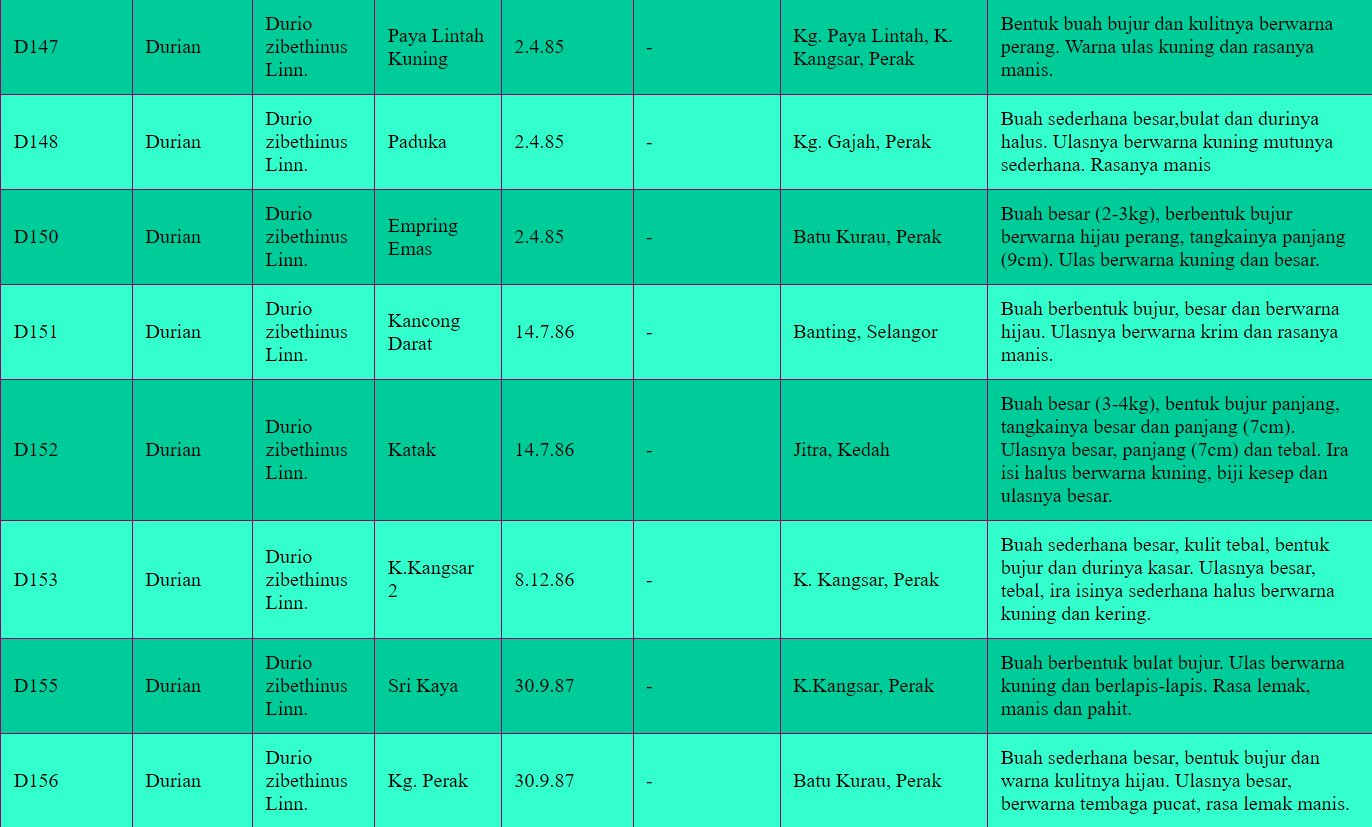 D147
Durian
Durio
zibethinus
Linn.
Paya Lintah
Kuning
2.4.85
-
Kg. Paya Lintah, K.
Kangsar, Perak
Bentuk buah bujur dan kulitnya berwarna
perang. Warna ulas kuning dan rasanya
manis.
D148
Durian
Durio
zibethinus
Linn.
Paduka
2.4.85
-
Kg. Gajah, Perak
Buah sederhana besar,bulat dan durinya
halus. Ulasnya berwarna kuning mutunya
sederhana. Rasanya manis
D150
Durian
Durio
zibethinus
Linn.
Empring
Emas
2.4.85
-
Batu Kurau, Perak
Buah besar (2-3kg), berbentuk bujur
berwarna hijau perang, tangkainya panjang
(9cm). Ulas berwarna kuning dan besar.
D151
Durian
Durio
zibethinus
Linn.
Kancong
Darat
14.7.86
-
Banting, Selangor
Buah berbentuk bujur, besar dan berwarna
hijau. Ulasnya berwarna krim dan rasanya
manis.
D152
Durian
Durio
zibethinus
Linn.
Katak
14.7.86
-
Jitra, Kedah
Buah besar (3-4kg), bentuk bujur panjang,
tangkainya besar dan panjang (7cm).
Ulasnya besar, panjang (7cm) dan tebal. Ira
isi halus berwarna kuning, biji kesep dan
ulasnya besar.
D153
Durian
Durio
zibethinus
Linn.
K.Kangsar
2
8.12.86
-
K. Kangsar, Perak
Buah sederhana besar, kulit tebal, bentuk
bujur dan durinya kasar. Ulasnya besar,
tebal, ira isinya sederhana halus berwarna
kuning dan kering.
D155
Durian
Durio
zibethinus
Linn.
Sri Kaya
30.9.87
-
K.Kangsar, Perak
Buah berbentuk bulat bujur. Ulas berwarna
kuning dan berlapis-lapis. Rasa lemak,
manis dan pahit.
D156
Durian
Durio
zibethinus
Linn.
Kg. Perak
30.9.87
-
Batu Kurau, Perak
Buah sederhana besar, bentuk bujur dan
warna kulitnya hijau. Ulasnya besar,
berwarna tembaga pucat, rasa lemak manis.